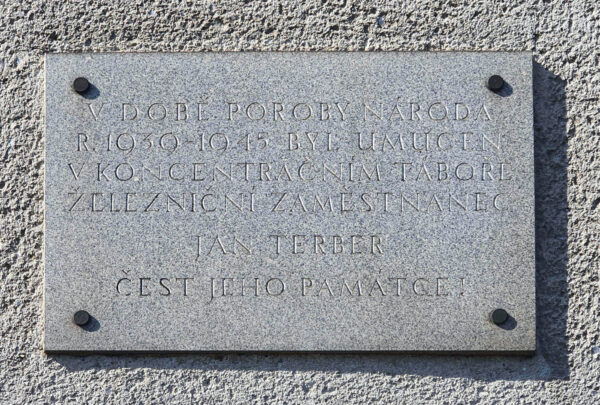 V DOBĚ POROBY NÁRODA
R. 1939-1945 BYL UMUČEN
V KONCENTRAČNÍM TÁBOŘE
ŽELEZNIČNÍ ZAMĚSTNANEC
JAN TERBER
ČEST JEHO PAMÁTCE!